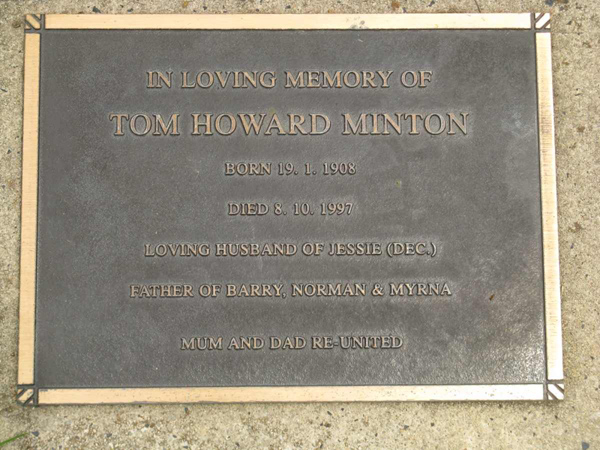 IN LOVING MEMORY OF
TOM HOWARD MINTON
BORN 19. 1. 1908
DIED 8. 10. 1997
LOVING HUSBAND OF JESSIE (DEC.)
FATHER OF BARRY, NORMAN & MYRNA
MUM AND DAD RE-UNITED